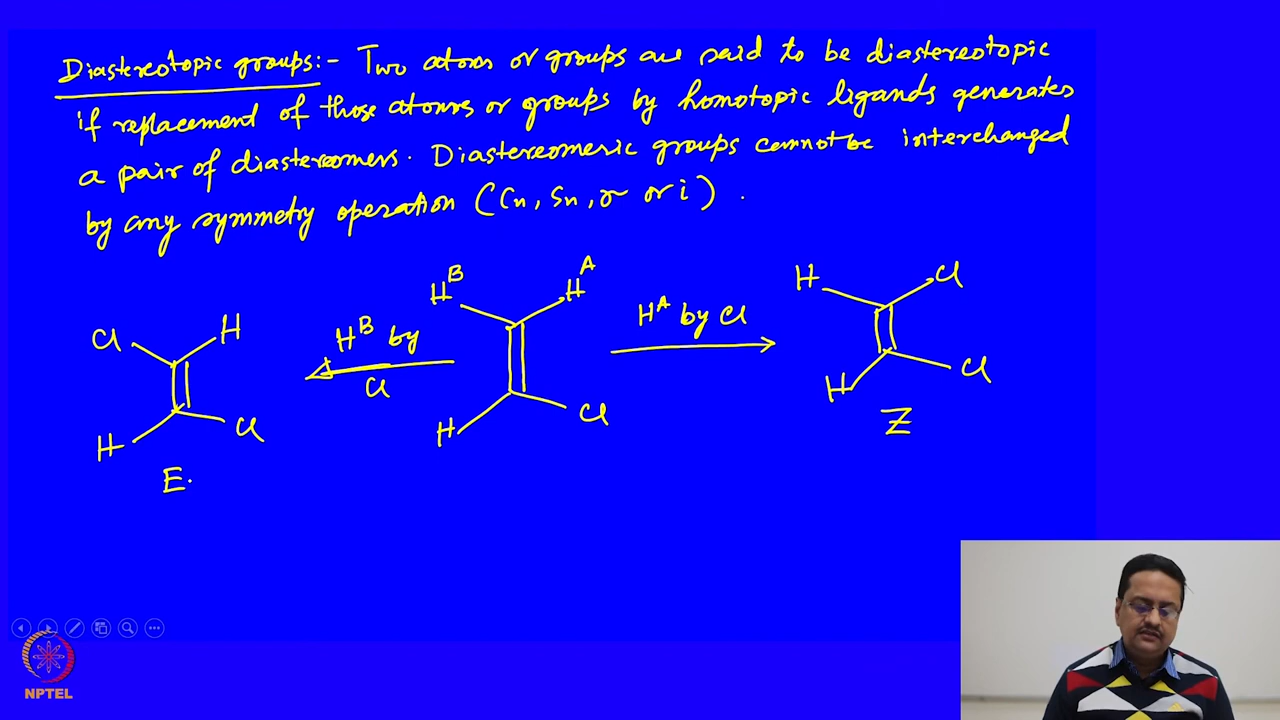 Diastereotopic groups:- Two atoms or groups are said to be diastereotopic
if replacement of those atoms or groups by homotopic ligands generates
a pair of diastereomers. Diastereomeric groups cannot be interchanged
by any symmetry operation (Cn, Sn, σ or i).
Cl H H
Cl
E.
H^B by
Cl
H^B H^A
H Cl
H^A by Cl
H Cl
H Cl
Z
NPTEL